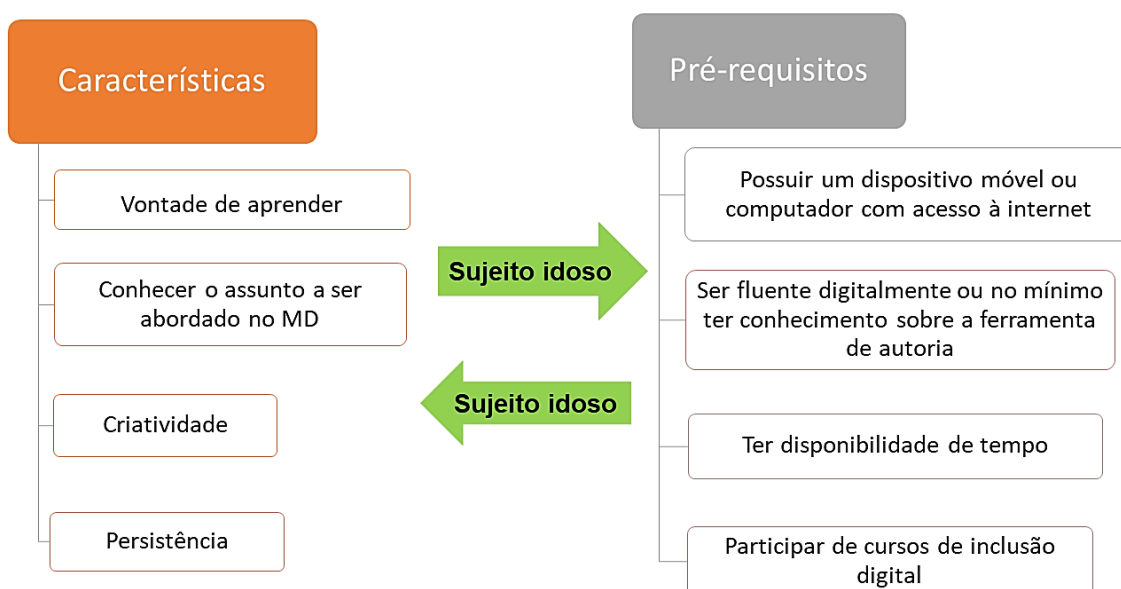 Características
Vontade de aprender
Conhecer o assunto a ser
abordado no MD
Criatividade
Persistência
Sujeito idoso
Sujeito idoso
Pré-requisitos
Possuir um dispositivo móvel ou
computador com acesso à internet
Ser fluente digitalmente ou no mínimo
ter conhecimento sobre a ferramenta
de autoria
Ter disponibilidade de tempo
Participar de cursos de inclusão
digital